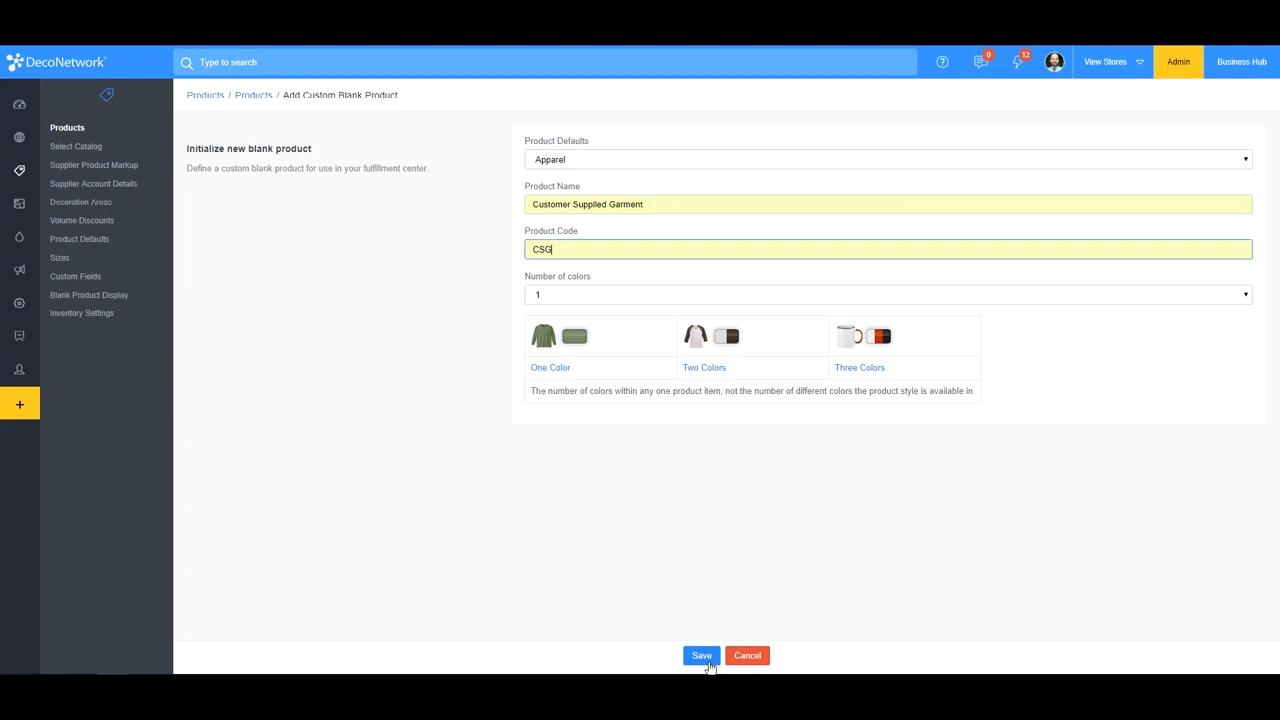 DecoNetwork
Type to search
0
12
View Stores
Admin
Business Hub
Products / Products / Add Custom Blank Product
Products
Select Catalog
Supplier Product Markup
Supplier Account Details
Decoration Areas
Volume Discounts
Product Defaults
Sizes
Custom Fields
Blank Product Display
Inventory Settings
Initialize new blank product
Define a custom blank product for use in your fulfillment center.
Product Defaults
Apparel
Product Name
Customer Supplied Garment
Product Code
CSG
Number of colors
1
One Color
Two Colors
Three Colors
The number of colors within any one product item, not the number of different colors the product style is available in.
Save
Cancel